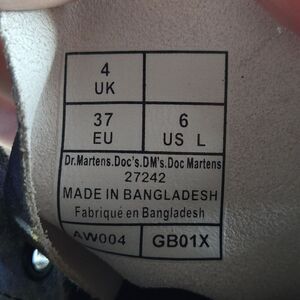 4
UK
37 6
EU US L
Dr.Martens.Doc's.DM's.Doc Martens
27242
MADE IN BANGLADESH
Fabriqué en Bangladesh
AW004 GB01X